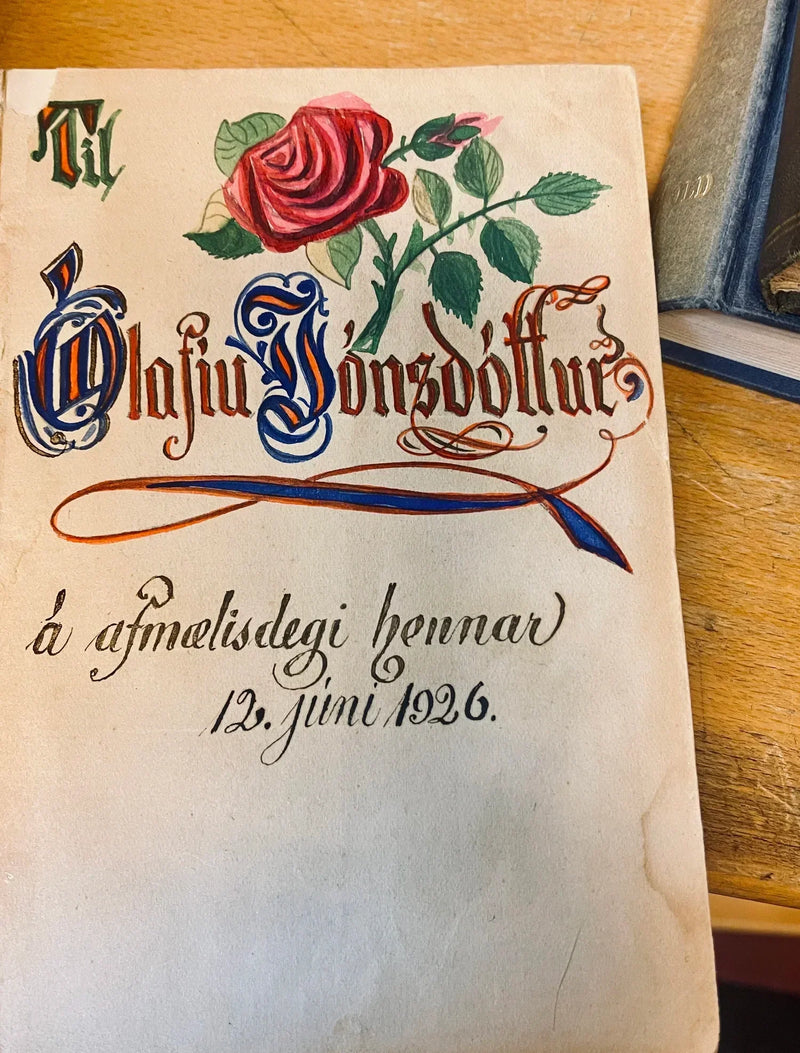 Til
Ólafíu Jónsdóttur
á afmælisdegi hennar
12. júní 1926.